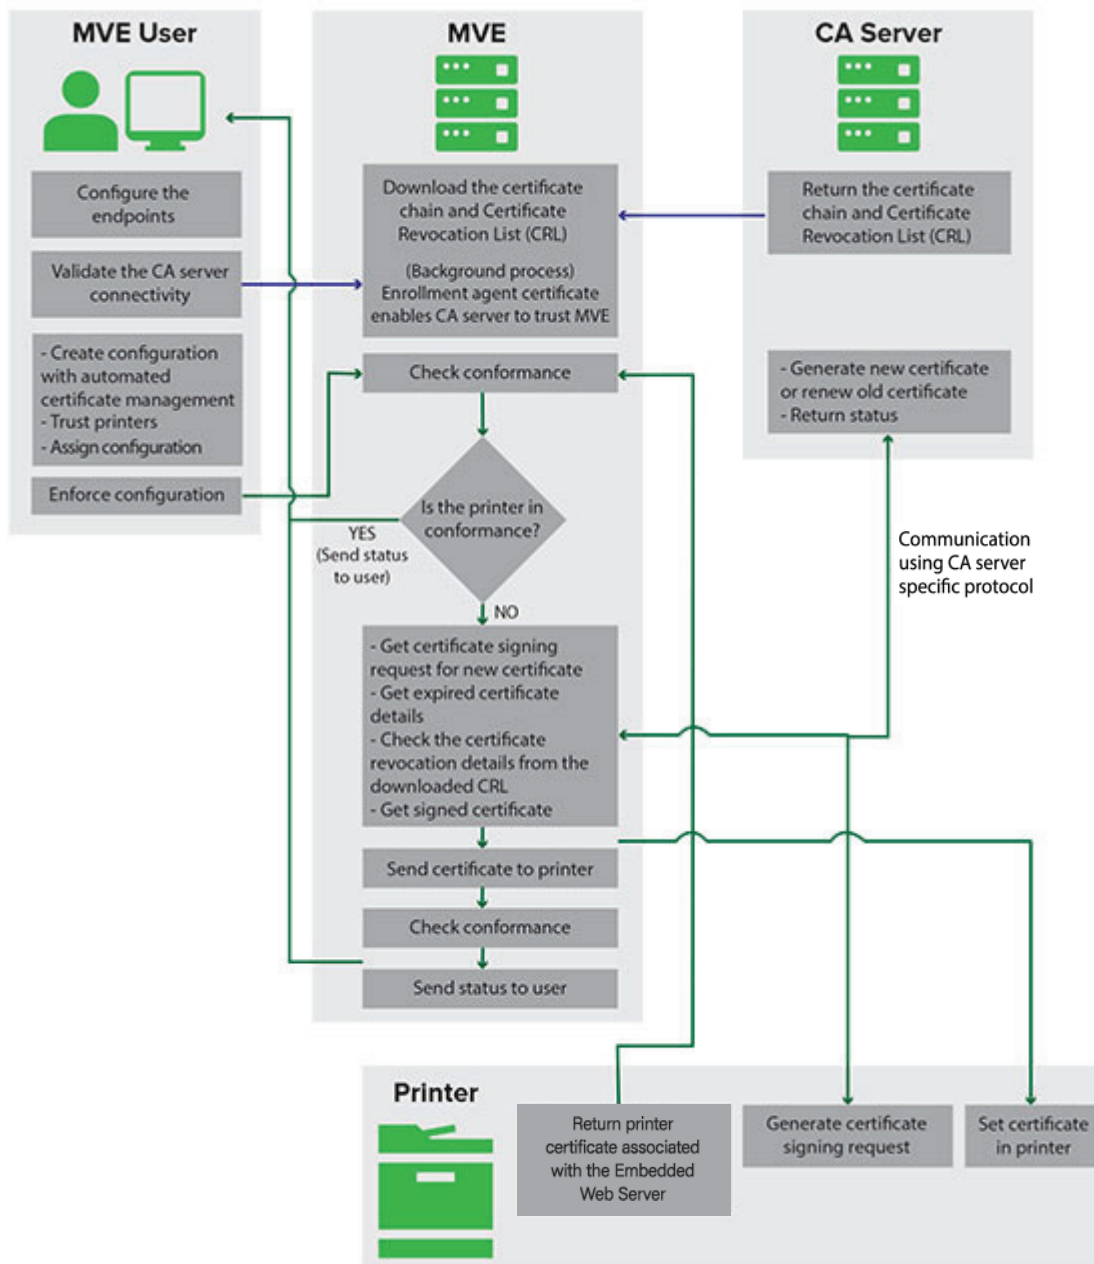 MVE User
Configure the
endpoints
Validate the CA server
connectivity
- Create configuration
with automated
certificate management
- Trust printers
- Assign configuration
Enforce configuration
MVE
Download the certificate
chain and Certificate
Revocation List (CRL)
(Background process)
Enrollment agent certificate
enables CA server to trust MVE
Check conformance
Is the printer in
conformance?
YES
(Send status
to user)
NO
- Get certificate signing
request for new certificate
- Get expired certificate
details
- Check the certificate
revocation details from the
downloaded CRL
- Get signed certificate
Send certificate to printer
Check conformance
Send status to user
CA Server
Return the certificate
chain and Certificate
Revocation List (CRL)
- Generate new certificate
or renew old certificate
- Return status
Communication
using CA server
specific protocol
Printer
Return printer
certificate associated
with the Embedded
Web Server
Generate certificate
signing request
Set certificate
in printer